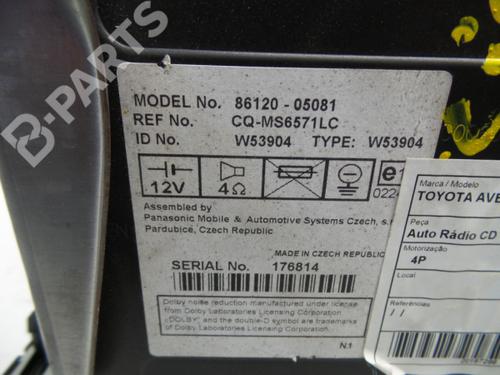 B-PARTS
MODEL No. 86120 - 05081
REF No. CQ-MS6571LC
ID No. W53904 TYPE: W53904
12V 4Ω e1
Assembled by
Panasonic Mobile & Automotive Systems Czech, s.
Pardubice, Czech Republic
MADE IN CZECH REPUBLIC
SERIAL No. 176814
Dolby noise reduction manufactured under license
from Dolby Laboratories Licensing Corporation
"DOLBY" and the double-D symbol are trademarks
of Dolby Laboratories Licensing Corporation
N.1
Marca / Modelo
TOYOTA AVE
Peça
Auto Rádio CD
Motorização
4P
Local
Referências
/ /